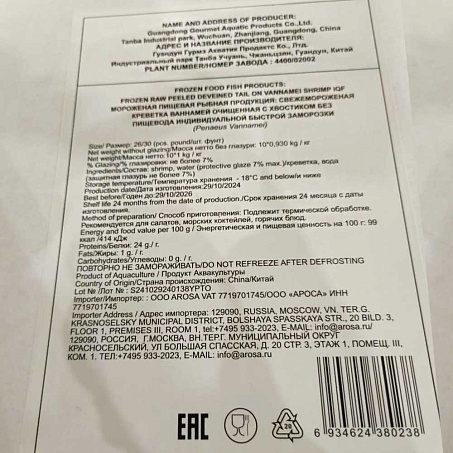 NAME AND ADDRESS OF PRODUCER:
Guangdong Gourmet Aquatic Products Co.,Ltd.
Tanba Industrial park, Wuchuan, Zhanjiang, Guangdong, China
АДРЕС И НАЗВАНИЕ ПРОИЗВОДИТЕЛЯ:
Гуандун Гурмэ Акватик Продактс Ко., Лтд.
Индустриальный парк Танба Учуань, Чжаньцзян, Гуандун, Китай
PLANT NUMBER/НОМЕР ЗАВОДА : 4400/02002
FROZEN FOOD FISH PRODUCTS:
FROZEN RAW PEELED DEVEINED TAIL ON VANNAMEI SHRIMP IQF
МОРОЖЕНАЯ ПИЩЕВАЯ РЫБНАЯ ПРОДУКЦИЯ: СВЕЖЕМОРОЖЕНАЯ
КРЕВЕТКА ВАННАМЕЙ ОЧИЩЕННАЯ С ХВОСТИКОМ БЕЗ
ПИЩЕВОДА ИНДИВИДУАЛЬНОЙ БЫСТРОЙ ЗАМОРОЗКИ
(Penaeus Vannamei)
Size/ Размер: 26/30 (pcs. pound/шт. фунт)
Net weight without glazing/Масса нетто без глазури: 10*0,930 kg / кг
Net weight/Масса нетто: 10*1 kg / кг
% Glazing/% глазировки: не более 7%
Ingredients/Состав: shrimp, water (protective glaze 7% max.)/креветка, вода
(защитная глазурь не более 7%)
Storage temperature/Температура хранения - 18°C and below/и ниже
Production date/Дата изготовления:29/10/2024
Best before/Годен до:29/10/2026
Shelf life 24 months from the date of production./Срок хранения 24 месяца с даты
изготовления.
Method of preparation/ Способ приготовления: Подлежит термической обработке.
Рекомендуется для салатов, морских коктейлей, горячих блюд.
Energy and food value per 100 g / Энергетическая и пищевая ценность на 100 г: 99
ккал /414 кДж
Proteins/Белки: 24 g./ г.
Fats/Жиры: 1 g. / г.
Carbohydrates/Углеводы: 0 g. / г.
ПОВТОРНО НЕ ЗАМОРАЖИВАТЬ/DO NOT REFREEZE AFTER DEFROSTING
Product of Aquaculture / Продукт Аквакультуры
Country of Origin/Страна происхождения: China/Китай
Lot № /Лот № : S24102924013BYPTO
Importer/Импортер: : ООО AROSA VAT 7719701745/ООО «АРОСА» ИНН
7719701745
Importer Address / Адрес импортера: 129090, RUSSIA, MOSCOW, VN. TER.G.
KRASNOSELSKY MUNICIPAL DISTRICT, BOLSHAYA SPASSKAYA STR., 20 BILD. 3,
FLOOR 1, PREMISES III, ROOM 1, tel:+7495 933-2023, E-MAIL: info@arosa.ru/
129090, РОССИЯ, Г.МОСКВА, ВН.ТЕР.Г. МУНИЦИПАЛЬНЫЙ ОКРУГ
КРАСНОСЕЛЬСКИЙ, УЛ БОЛЬШАЯ СПАССКАЯ, Д. 20 СТР. 3, ЭТАЖ 1, ПОМЕЩ. III,
КОМ. 1. ТЕЛ.+7495 933-2023, E-MAIL: info@arosa.ru/
EAC
20
6 934624 380238